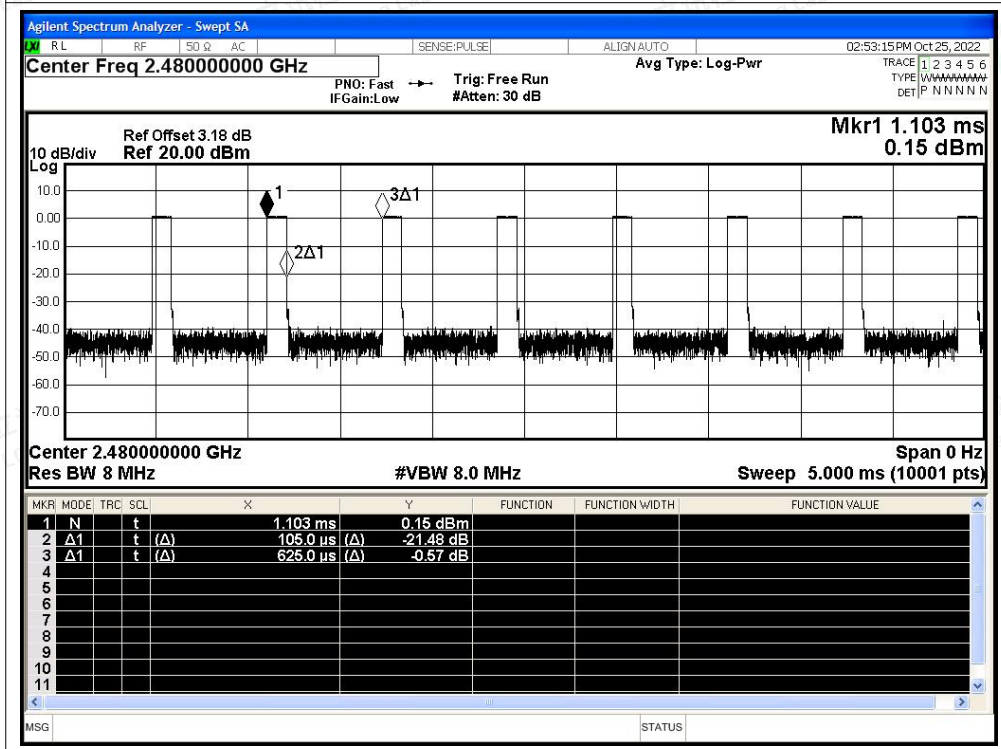 Agilent Spectrum Analyzer - Swept SA
LXI RL RF 50 Ω AC SENSE:PULSE ALIGN AUTO 02:53:15 PM Oct 25, 2022
Center Freq 2.480000000 GHz
PNO: Fast
IFGain:Low
Trig: Free Run
#Atten: 30 dB
Avg Type: Log-Pwr
TRACE 1 2 3 4 5 6
TYPE WWWWWW
DET P N N N N N
Mkr1 1.103 ms
0.15 dBm
Ref Offset 3.18 dB
10 dB/div Ref 20.00 dBm
Log
10.0
0.00
-10.0
-20.0
-30.0
-40.0
-50.0
-60.0
-70.0
1
3Δ1
2Δ1
Center 2.480000000 GHz Span 0 Hz
Res BW 8 MHz #VBW 8.0 MHz Sweep 5.000 ms (10001 pts)
MKR MODE TRC SCL X Y FUNCTION FUNCTION WIDTH FUNCTION VALUE
1 N t 1.103 ms 0.15 dBm
2 Δ1 t (Δ) 105.0 µs (Δ) -21.48 dB
3 Δ1 t (Δ) 625.0 µs (Δ) -0.57 dB
4
5
6
7
8
9
10
11
MSG STATUS